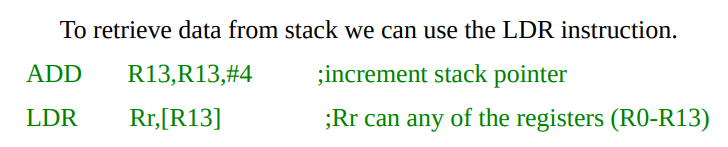 To retrieve data from stack we can use the LDR instruction.
ADD R13,R13,#4 ;increment stack pointer
LDR Rr,[R13] ;Rr can any of the registers (R0-R13)